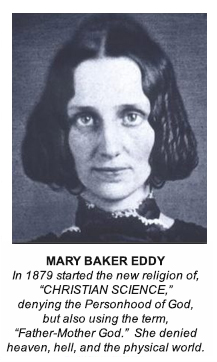 MARY BAKER EDDY
In 1879 started the new religion of,
“CHRISTIAN SCIENCE,”
denying the Personhood of God,
but also using the term,
“Father-Mother God.”  She denied
heaven, hell, and the physical world.